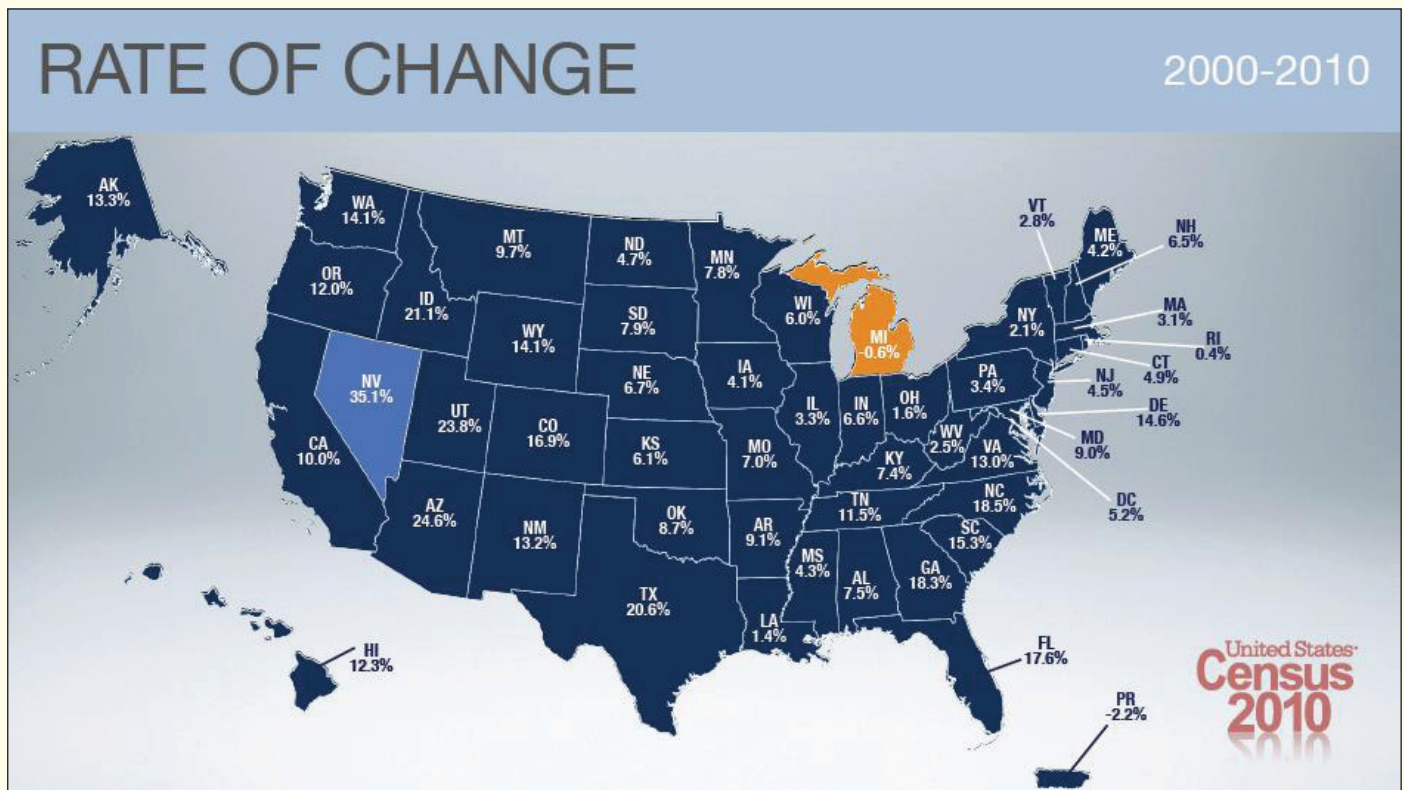 RATE OF CHANGE
2000-2010
AK
13.3%
WA
14.1%
MT
9.7%
ND
4.7%
MN
7.8%
VT
2.8%
ME
4.2%
NH
6.5%
OR
12.0%
ID
21.1%
WY
14.1%
SD
7.9%
WI
6.0%
MI
-0.6%
NY
2.1%
MA
3.1%
RI
0.4%
CT
4.9%
NJ
4.5%
PA
3.4%
DE
14.6%
MD
9.0%
DC
5.2%
NV
35.1%
UT
23.8%
CO
16.9%
NE
6.7%
IA
4.1%
IL
3.3%
IN
6.6%
OH
1.6%
WV
2.5%
VA
13.0%
CA
10.0%
KS
6.1%
MO
7.0%
KY
7.4%
AZ
24.6%
NM
13.2%
OK
8.7%
AR
9.1%
TN
11.5%
NC
18.5%
SC
15.3%
TX
20.6%
LA
1.4%
MS
4.3%
AL
7.5%
GA
18.3%
HI
12.3%
FL
17.6%
PR
-2.2%
United States
Census
2010